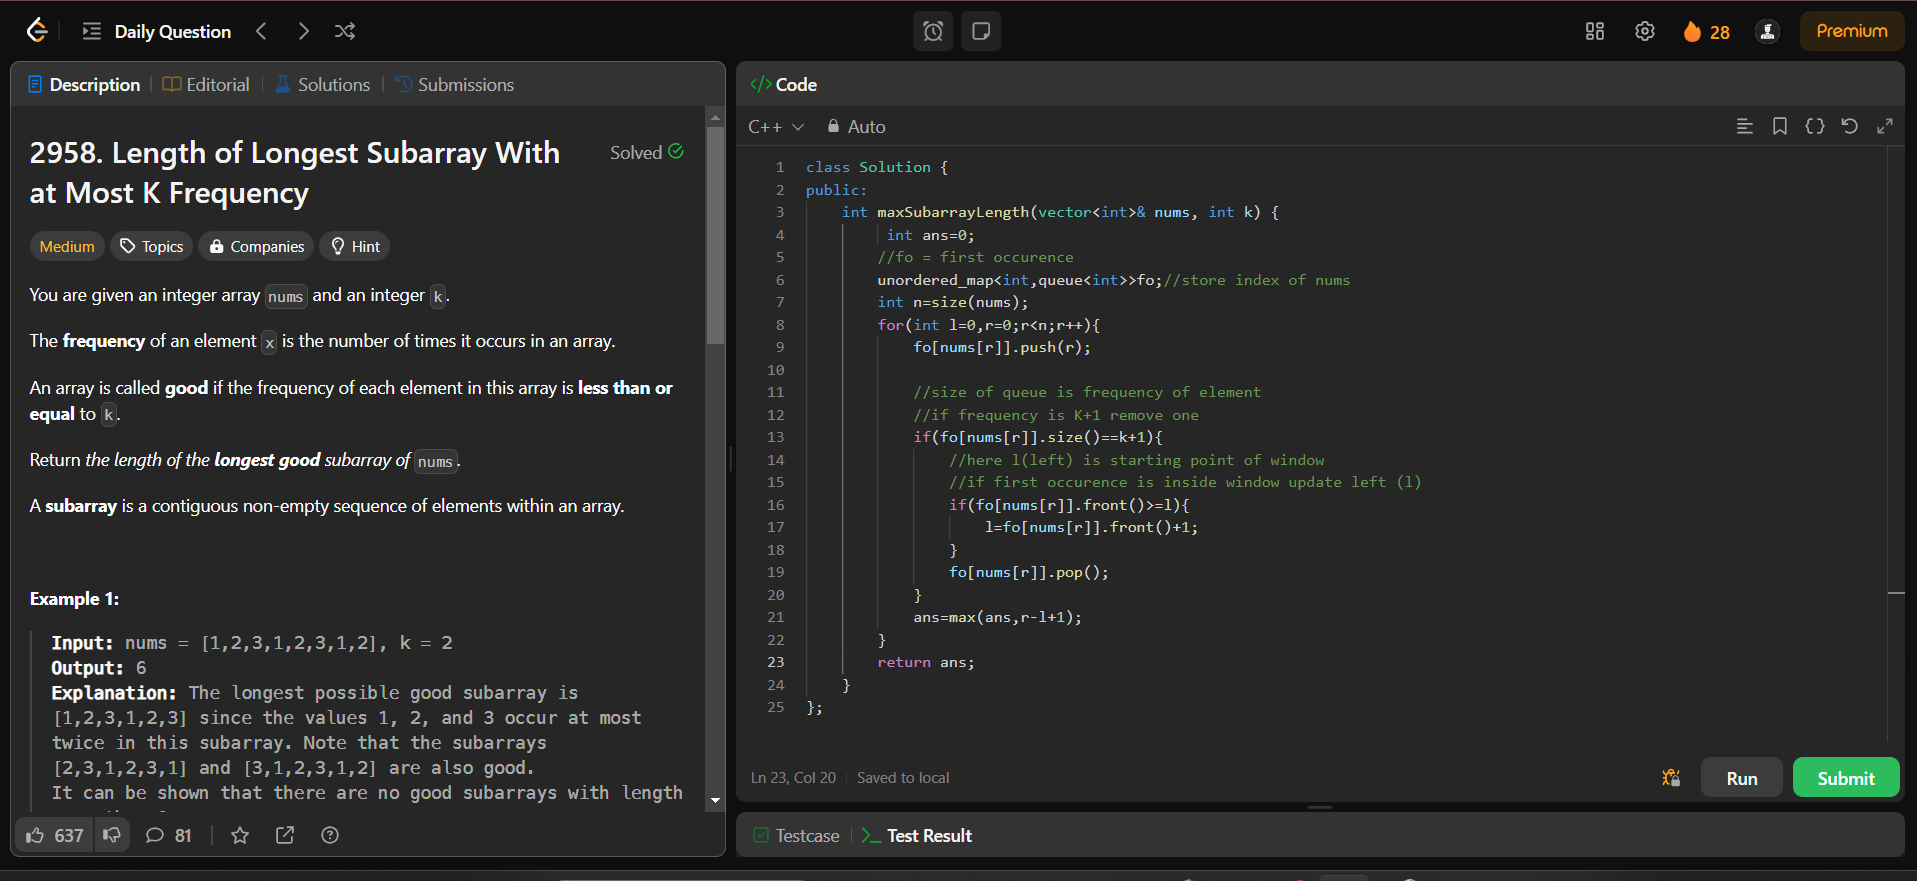 Daily Question
28
Premium
Description
Editorial
Solutions
Submissions
2958. Length of Longest Subarray With
at Most K Frequency
Solved
Medium
Topics
Companies
Hint
You are given an integer array nums and an integer k.
The frequency of an element x is the number of times it occurs in an array.
An array is called good if the frequency of each element in this array is less than or
equal to k.
Return the length of the longest good subarray of nums.
A subarray is a contiguous non-empty sequence of elements within an array.
Example 1:
Input: nums = [1,2,3,1,2,3,1,2], k = 2
Output: 6
Explanation: The longest possible good subarray is
[1,2,3,1,2,3] since the values 1, 2, and 3 occur at most
twice in this subarray. Note that the subarrays
[2,3,1,2,3,1] and [3,1,2,3,1,2] are also good.
It can be shown that there are no good subarrays with length
637
81
</> Code
C++
Auto
1 class Solution {
2 public:
3     int maxSubarrayLength(vector<int>& nums, int k) {
4          int ans=0;
5         //fo = first occurence
6         unordered_map<int,queue<int>>fo;//store index of nums
7         int n=size(nums);
8         for(int l=0,r=0;r<n;r++){
9             fo[nums[r]].push(r);
10
11             //size of queue is frequency of element
12             //if frequency is K+1 remove one
13             if(fo[nums[r]].size()==k+1){
14                 //here l(left) is starting point of window
15                 //if first occurence is inside window update left (l)
16                 if(fo[nums[r]].front()>=l){
17                     l=fo[nums[r]].front()+1;
18                 }
19                 fo[nums[r]].pop();
20             }
21             ans=max(ans,r-l+1);
22         }
23         return ans;
24     }
25 };
Ln 23, Col 20
Saved to local
Run
Submit
Testcase
Test Result